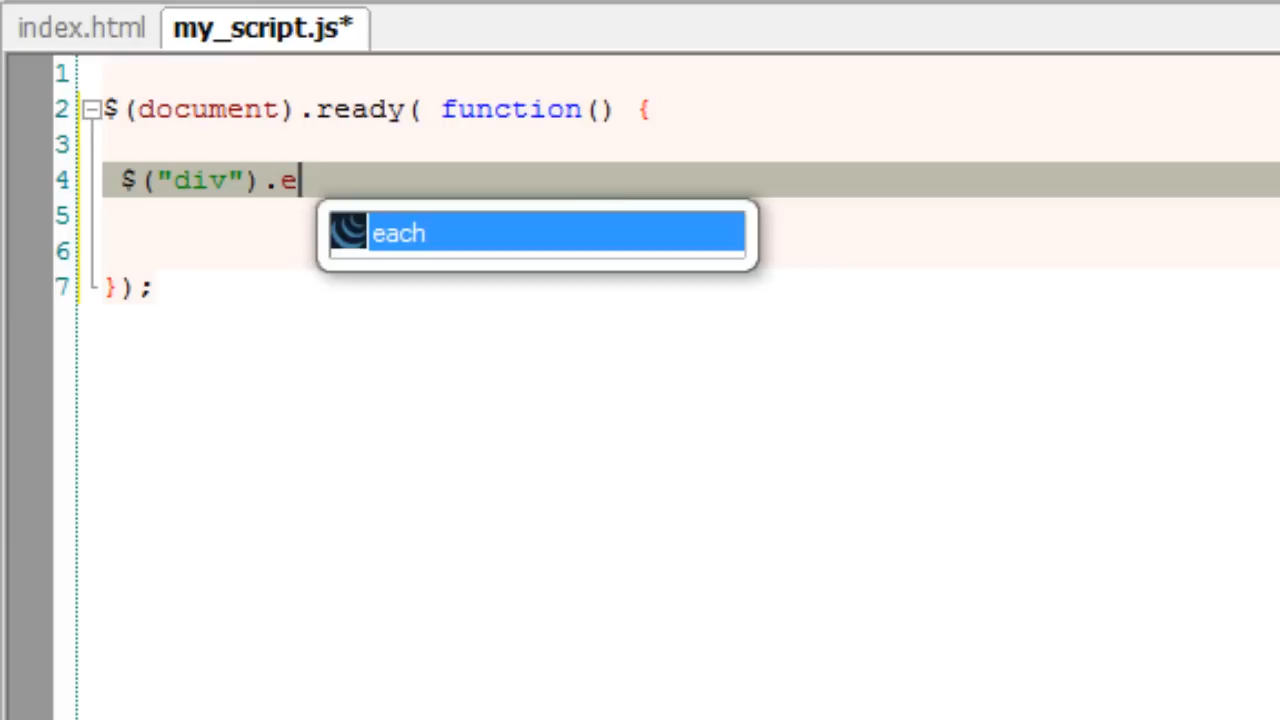 index.html my_script.js*
1
2 $(document).ready( function() {
3
4 $("div").e
each
5
6
7 });